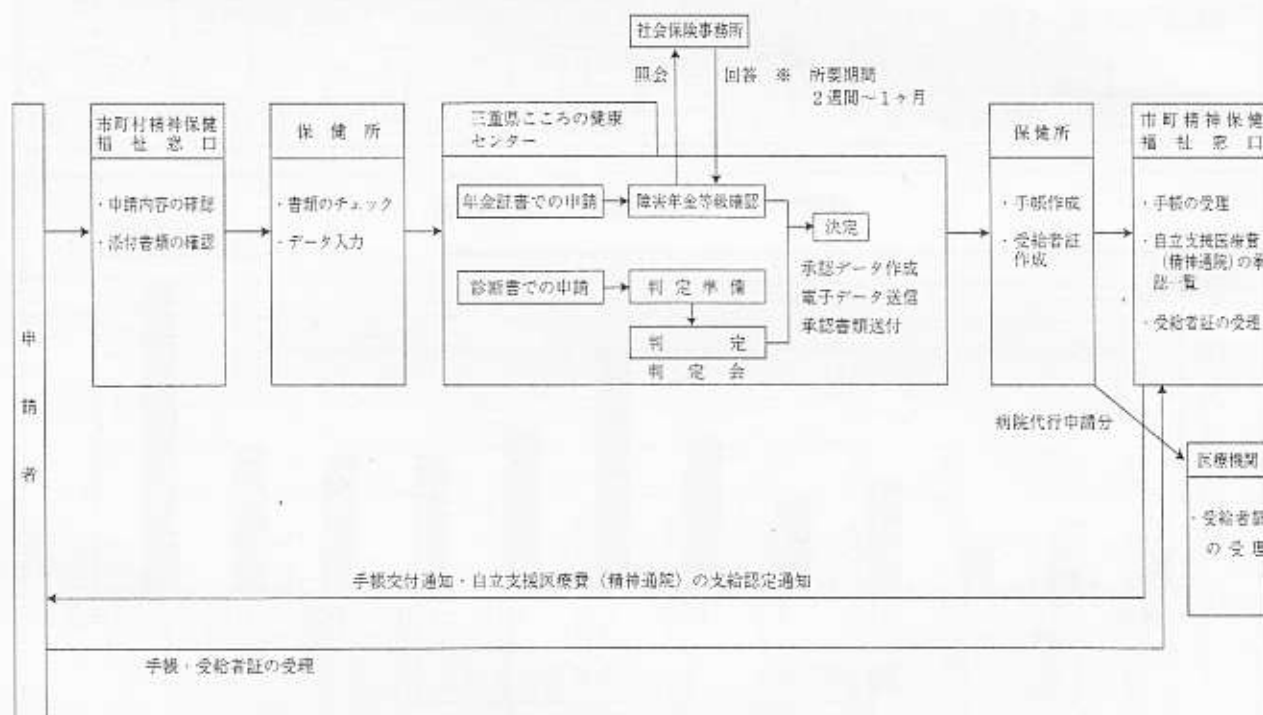 社会保険事務所
照会
回答 ※ 所要期間
2週間～1ヶ月
申請者
市町村精神保健
福祉窓口
・申請内容の確認
・添付書類の確認
保健所
・書類のチェック
・データ入力
三重県こころの健康
センター
年金証書での申請
障害年金等級確認
診断書での申請
判定準備
判定
判定会
決定
承認データ作成
電子データ送信
承認書類送付
保健所
・手帳作成
・受給者証
作成
市町精神保健
福祉窓口
・手帳の受理
・自立支援医療費
(精神通院)の承
認一覧
・受給者証の受理
病院代行申請分
医療機関
・受給者証
の受理
手帳交付通知・自立支援医療費(精神通院)の支給認定通知
手帳・受給者証の受理